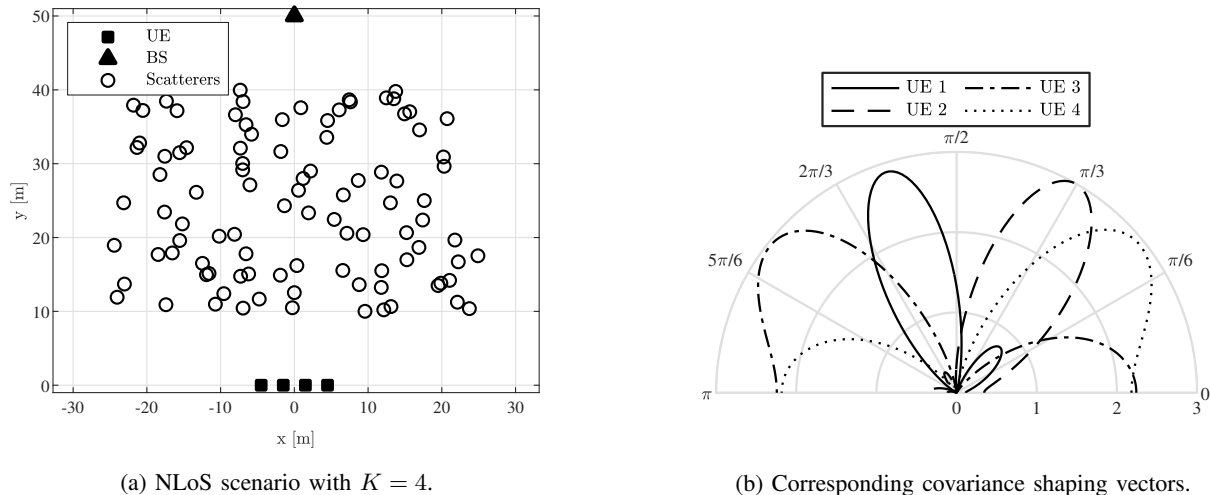 50
UE
BS
Scatterers
40
30
20
10
0
y [m]
-30 -20 -10 0 10 20 30
x [m]
(a) NLoS scenario with K = 4.
UE 1 UE 3
UE 2 UE 4
π/2
2π/3 π/3
5π/6 π/6
π 0
0 1 2 3
(b) Corresponding covariance shaping vectors.